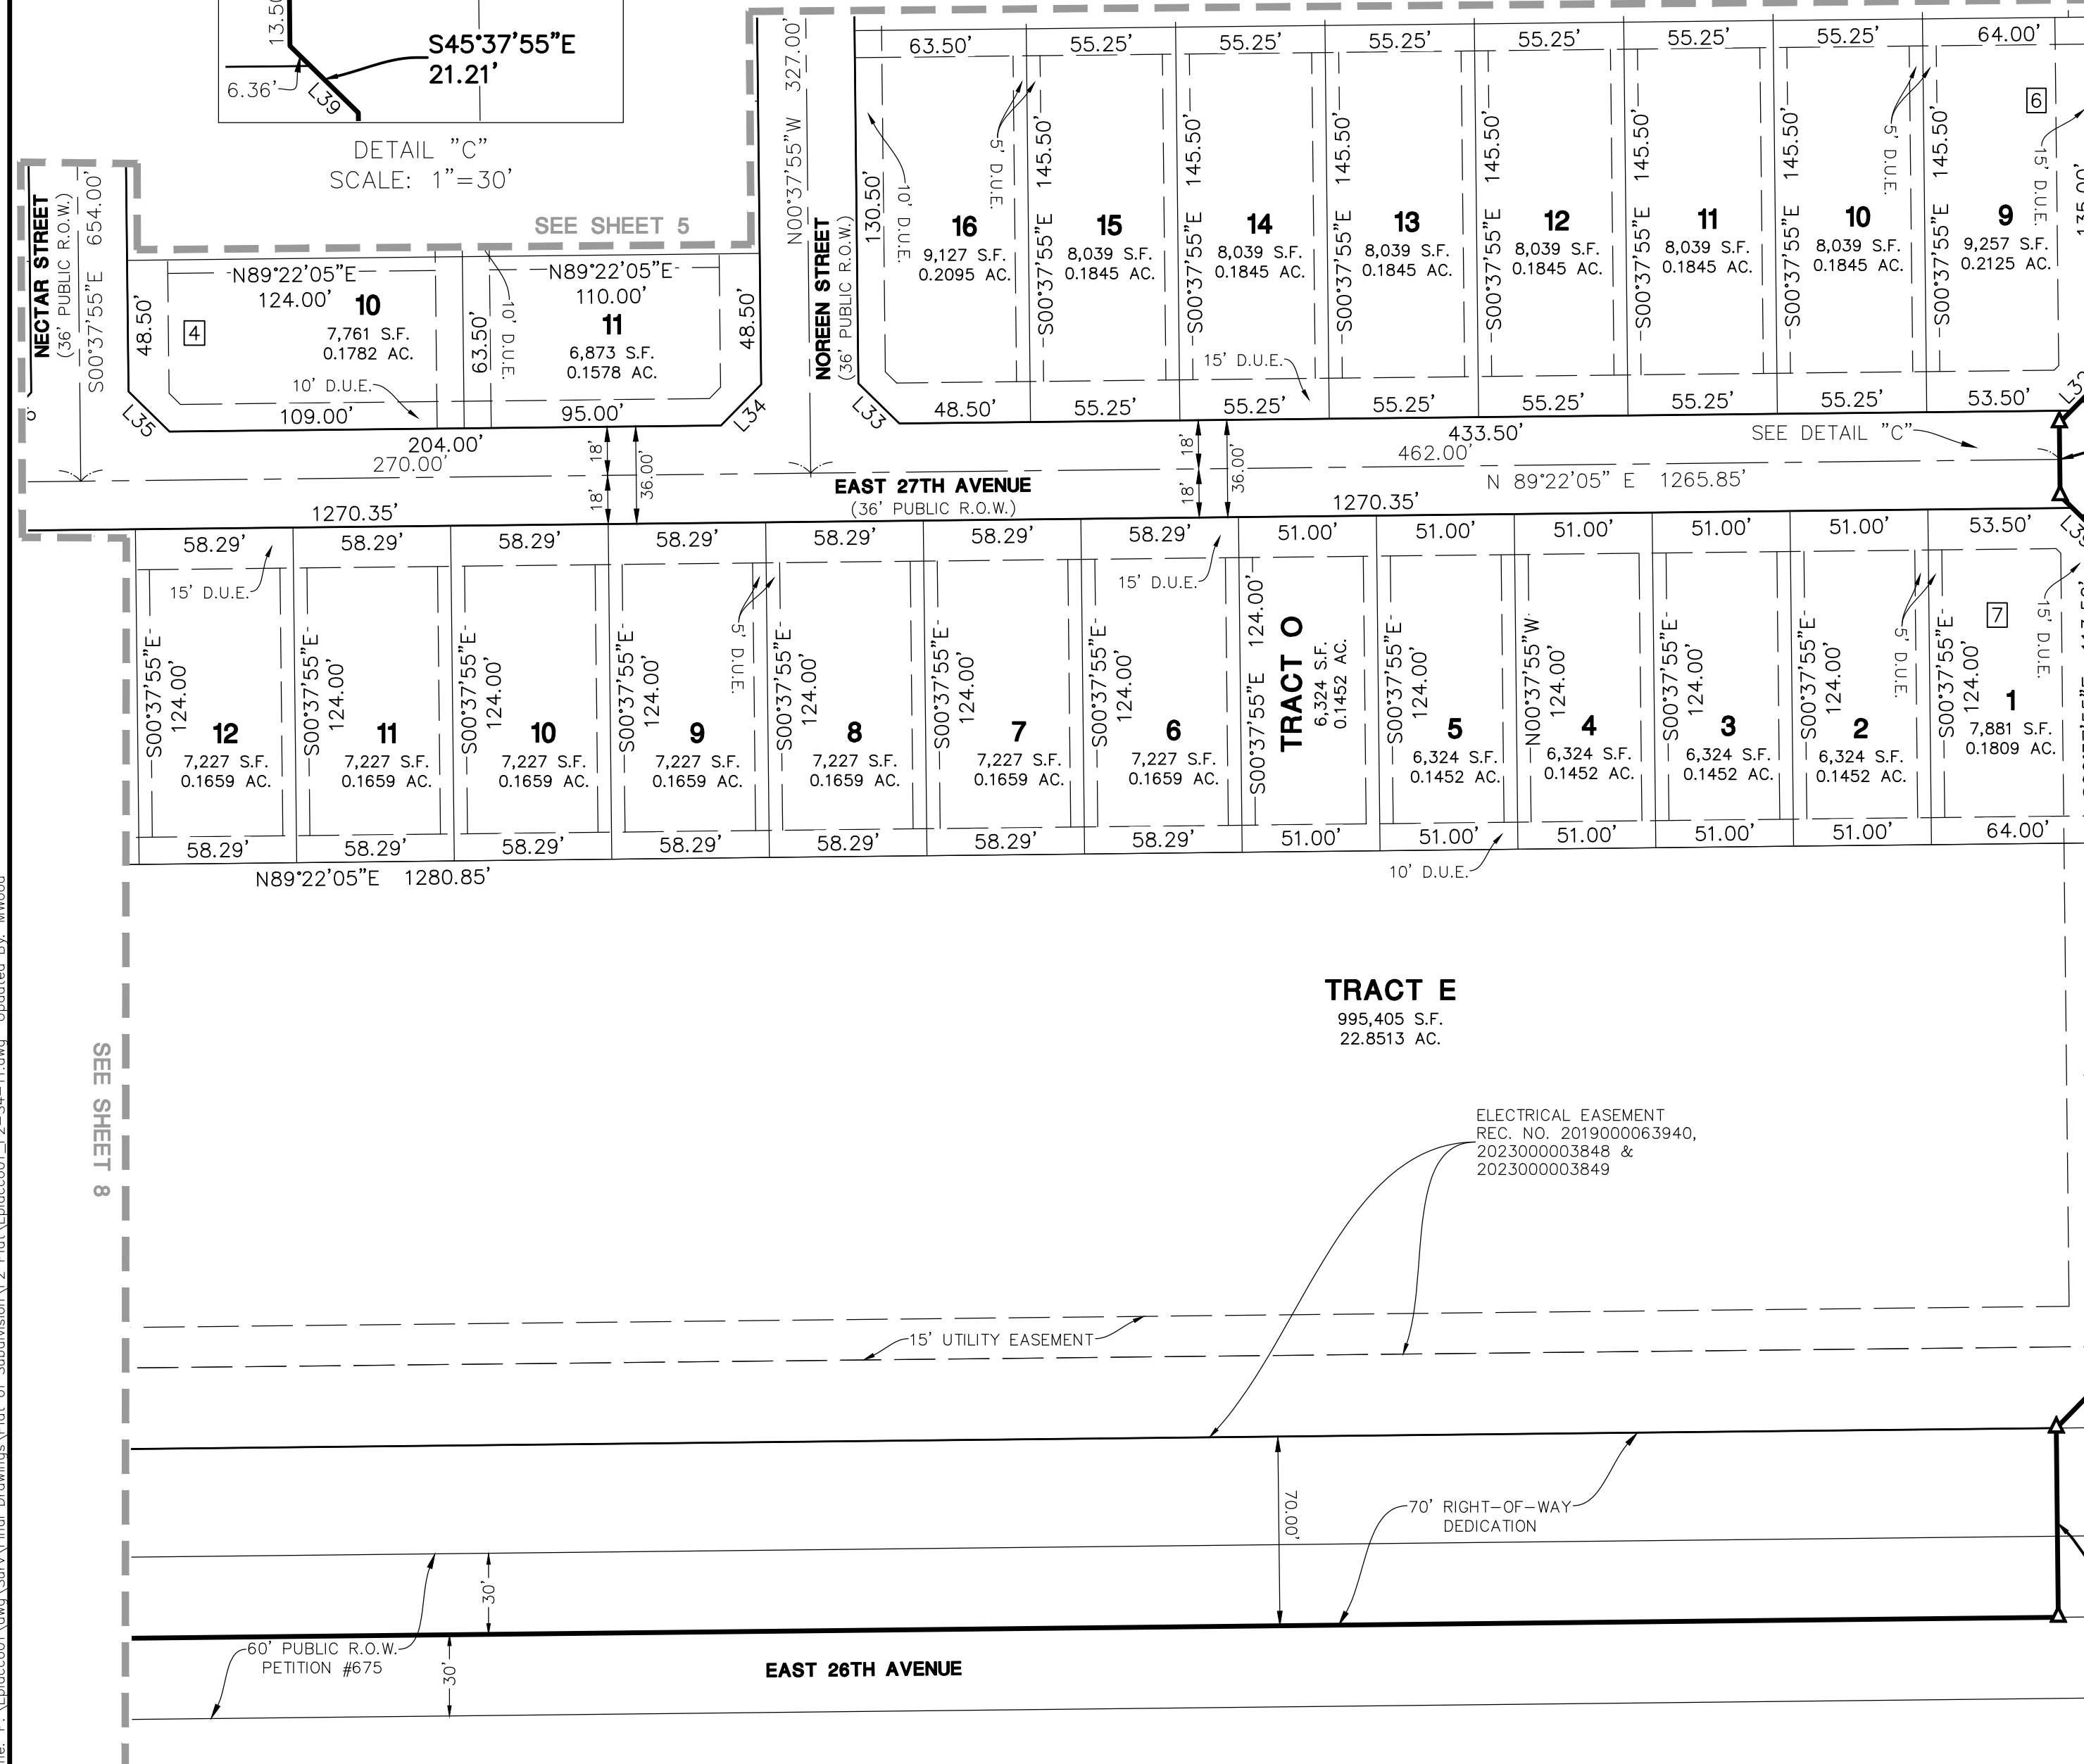 13.50'
S45°37'55"E
21.21'
6.36'
L39
DETAIL "C"
SCALE: 1"=30'
SEE SHEET 5
NECTAR STREET
(36' PUBLIC R.O.W.)
S00°37'55"E 654.00'
N89°22'05"E
124.00'
10
7,761 S.F.
0.1782 AC.
4
48.50'
10' D.U.E.
109.00'
L35
63.50'
10' D.U.E.
N89°22'05"E
110.00'
11
6,873 S.F.
0.1578 AC.
48.50'
95.00'
L34
204.00'
270.00'
18'
18'
36.00'
N00°37'55"W 327.00'
NOREEN STREET
(36' PUBLIC R.O.W.)
130.50'
10' D.U.E.
L33
63.50'
55.25'
55.25'
55.25'
55.25'
55.25'
55.25'
64.00'
5' D.U.E.
16
9,127 S.F.
0.2095 AC.
S00°37'55"E 145.50'
15
8,039 S.F.
0.1845 AC.
S00°37'55"E 145.50'
14
8,039 S.F.
0.1845 AC.
S00°37'55"E 145.50'
13
8,039 S.F.
0.1845 AC.
S00°37'55"E 145.50'
12
8,039 S.F.
0.1845 AC.
S00°37'55"E 145.50'
11
8,039 S.F.
0.1845 AC.
S00°37'55"E 145.50'
10
8,039 S.F.
0.1845 AC.
5' D.U.E.
S00°37'55"E 145.50'
9
9,257 S.F.
0.2125 AC.
6
15' D.U.E.
135.00'
15' D.U.E.
48.50'
55.25'
55.25'
55.25'
55.25'
55.25'
55.25'
53.50'
L32
433.50'
SEE DETAIL "C"
462.00'
N 89°22'05" E 1265.85'
18'
18'
36.00'
EAST 27TH AVENUE
(36' PUBLIC R.O.W.)
1270.35'
1270.35'
58.29'
58.29'
58.29'
58.29'
58.29'
58.29'
58.29'
51.00'
51.00'
51.00'
51.00'
51.00'
53.50'
15' D.U.E.
5' D.U.E.
15' D.U.E.
5' D.U.E.
15' D.U.E.
7
S00°37'55"E
124.00'
12
7,227 S.F.
0.1659 AC.
S00°37'55"E
124.00'
11
7,227 S.F.
0.1659 AC.
S00°37'55"E
124.00'
10
7,227 S.F.
0.1659 AC.
S00°37'55"E
124.00'
9
7,227 S.F.
0.1659 AC.
S00°37'55"E
124.00'
8
7,227 S.F.
0.1659 AC.
S00°37'55"E
124.00'
7
7,227 S.F.
0.1659 AC.
S00°37'55"E
124.00'
6
7,227 S.F.
0.1659 AC.
S00°37'55"E 124.00'
TRACT O
6,324 S.F.
0.1452 AC.
S00°37'55"E
124.00'
5
6,324 S.F.
0.1452 AC.
N00°37'55"W
124.00'
4
6,324 S.F.
0.1452 AC.
S00°37'55"E
124.00'
3
6,324 S.F.
0.1452 AC.
S00°37'55"E
124.00'
2
6,324 S.F.
0.1452 AC.
S00°37'55"E
124.00'
1
7,881 S.F.
0.1809 AC.
58.29'
58.29'
58.29'
58.29'
58.29'
58.29'
58.29'
51.00'
51.00'
51.00'
51.00'
51.00'
64.00'
10' D.U.E.
N89°22'05"E 1280.85'
TRACT E
995,405 S.F.
22.8513 AC.
SEE SHEET 8
ELECTRICAL EASEMENT
REC. NO. 2019000063940,
2023000003848 &
2023000003849
15' UTILITY EASEMENT
70.00'
70' RIGHT-OF-WAY
DEDICATION
30'
30'
60' PUBLIC R.O.W.
PETITION #675
EAST 26TH AVENUE
Updated By: MWood